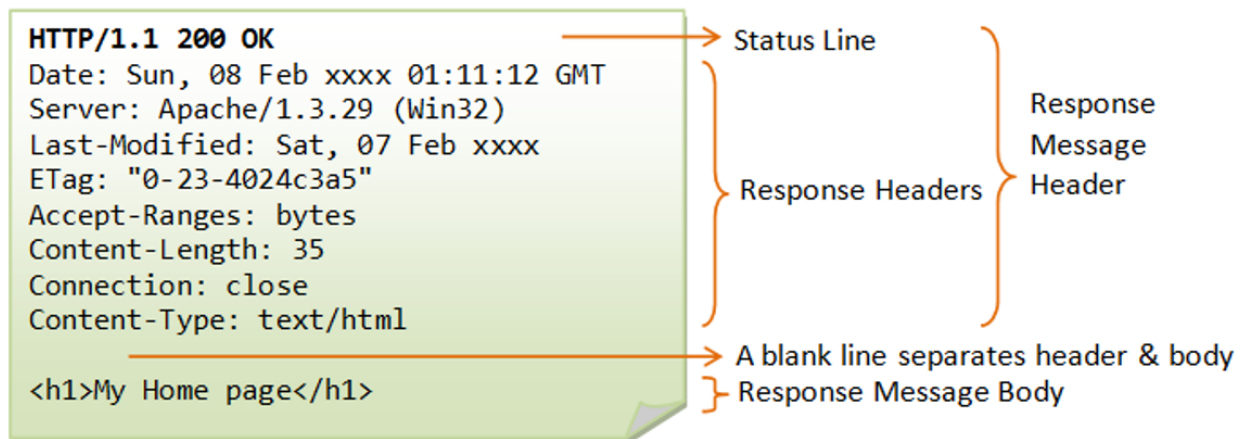 HTTP/1.1 200 OK
Date: Sun, 08 Feb xxxx 01:11:12 GMT
Server: Apache/1.3.29 (Win32)
Last-Modified: Sat, 07 Feb xxxx
ETag: "0-23-4024c3a5"
Accept-Ranges: bytes
Content-Length: 35
Connection: close
Content-Type: text/html
<h1>My Home page</h1>
Status Line
Response Headers
Response
Message
Header
A blank line separates header & body
Response Message Body